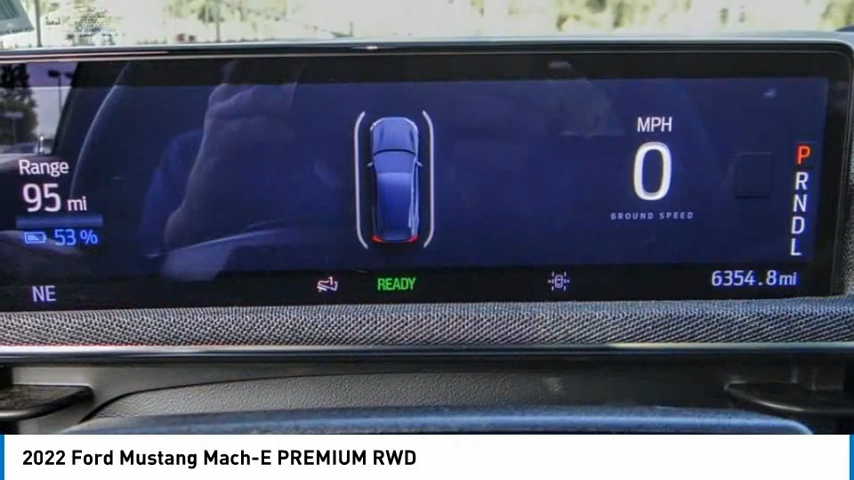 Range
95 mi
53 %
NE
READY
MPH
0
GROUND SPEED
P
R
N
D
L
6354.8 mi
2022 Ford Mustang Mach-E PREMIUM RWD